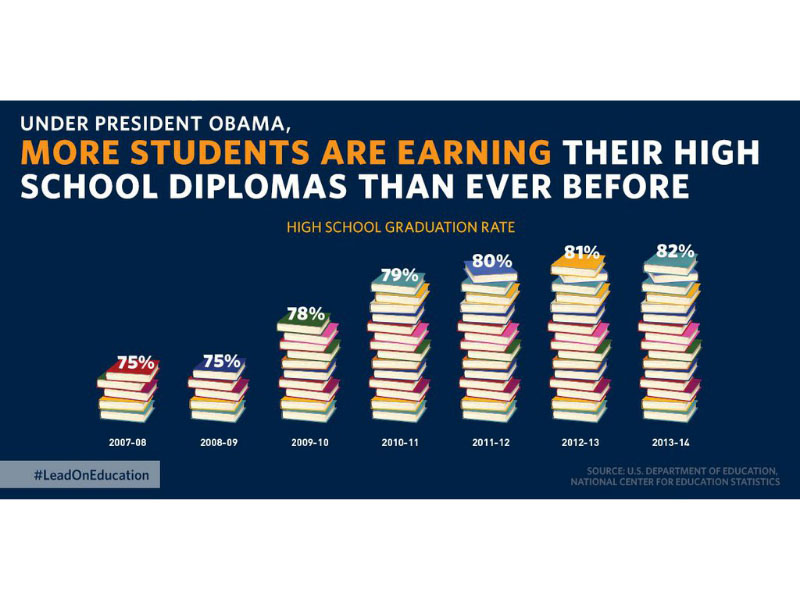 UNDER PRESIDENT OBAMA,
MORE STUDENTS ARE EARNING THEIR HIGH
SCHOOL DIPLOMAS THAN EVER BEFORE
HIGH SCHOOL GRADUATION RATE
75% 75% 78% 79% 80% 81% 82%
2007-08 2008-09 2009-10 2010-11 2011-12 2012-13 2013-14
#LeadOnEducation
SOURCE: U.S. DEPARTMENT OF EDUCATION,
NATIONAL CENTER FOR EDUCATION STATISTICS